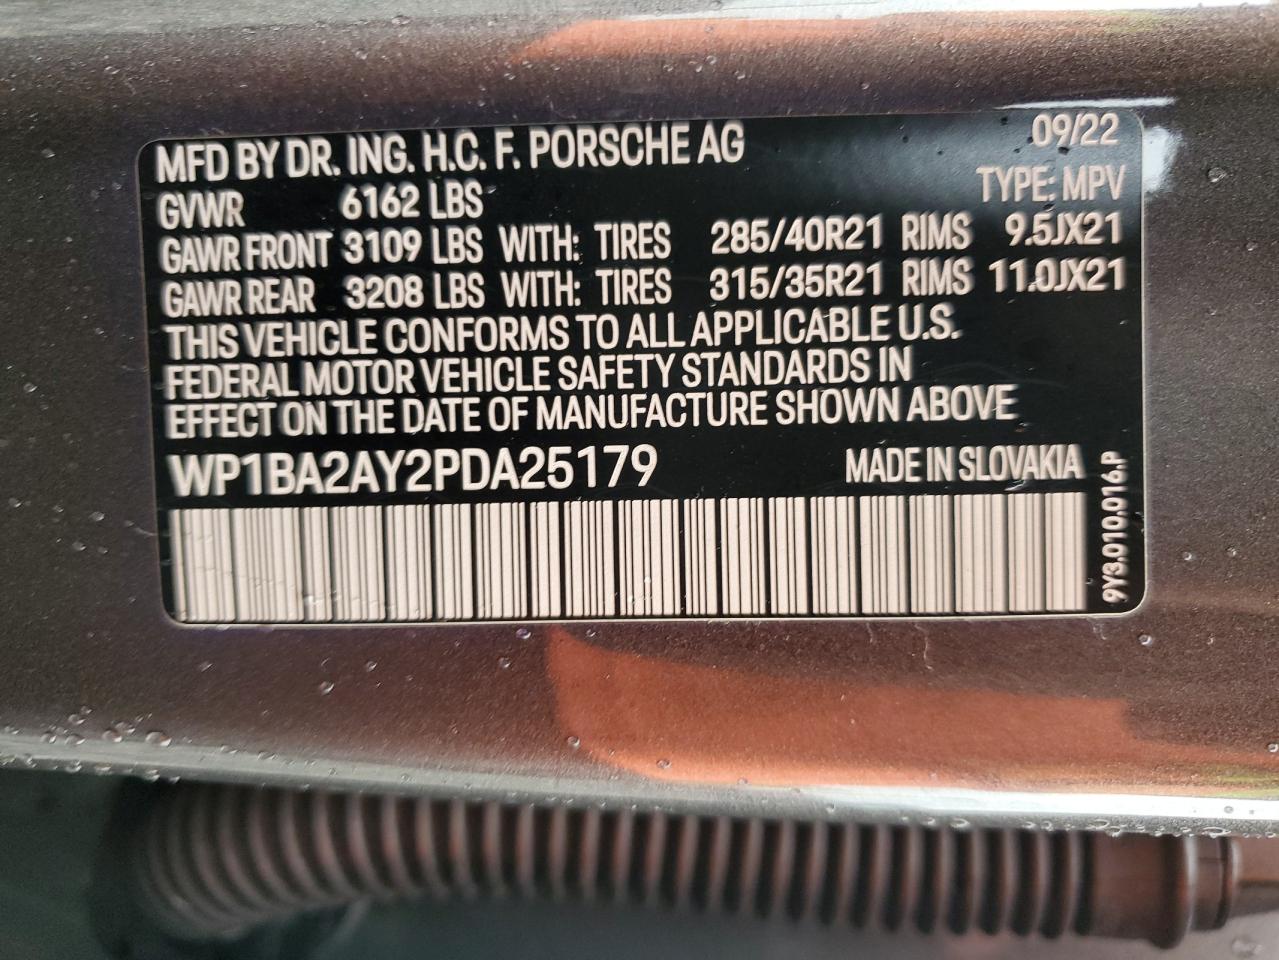 MFD BY DR. ING. H.C. F. PORSCHE AG 09/22
GVWR 6162 LBS TYPE: MPV
GAWR FRONT 3109 LBS WITH: TIRES 285/40R21 RIMS 9.5JX21
GAWR REAR 3208 LBS WITH: TIRES 315/35R21 RIMS 11.0JX21
THIS VEHICLE CONFORMS TO ALL APPLICABLE U.S.
FEDERAL MOTOR VEHICLE SAFETY STANDARDS IN
EFFECT ON THE DATE OF MANUFACTURE SHOWN ABOVE
WP1BA2AY2PDA25179 MADE IN SLOVAKIA
9Y3.010.016.P